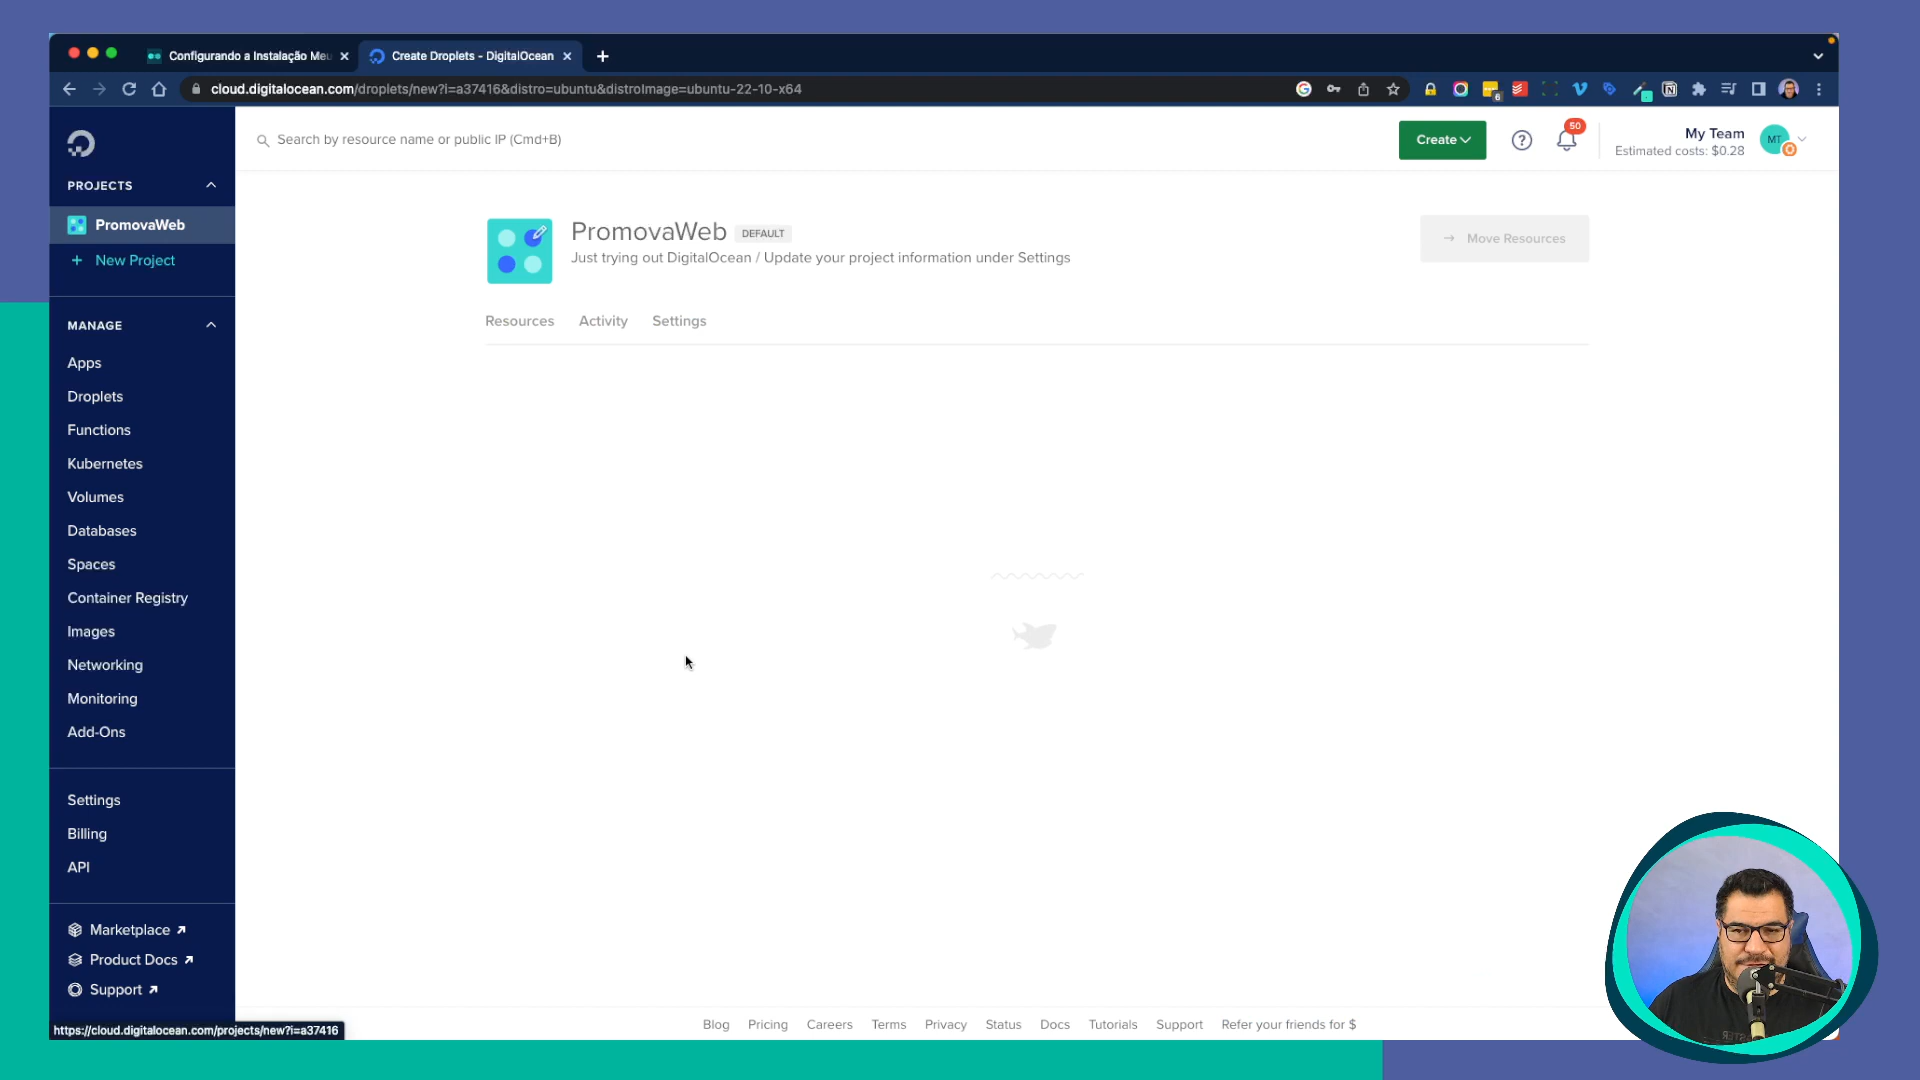 Configurando a Instalação Meu
Create Droplets - DigitalOcean
cloud.digitalocean.com/droplets/new?i=a37416&distro=ubuntu&distroImage=ubuntu-22-10-x64
6
Search by resource name or public IP (Cmd+B)
Create
50
My Team
Estimated costs: $0.28
MT
PROJECTS
PromovaWeb
+ New Project
MANAGE
Apps
Droplets
Functions
Kubernetes
Volumes
Databases
Spaces
Container Registry
Images
Networking
Monitoring
Add-Ons
Settings
Billing
API
Marketplace
Product Docs
Support
PromovaWeb DEFAULT
Just trying out DigitalOcean / Update your project information under Settings
→ Move Resources
Resources Activity Settings
Blog Pricing Careers Terms Privacy Status Docs Tutorials Support Refer your friends for $
https://cloud.digitalocean.com/projects/new?i=a37416